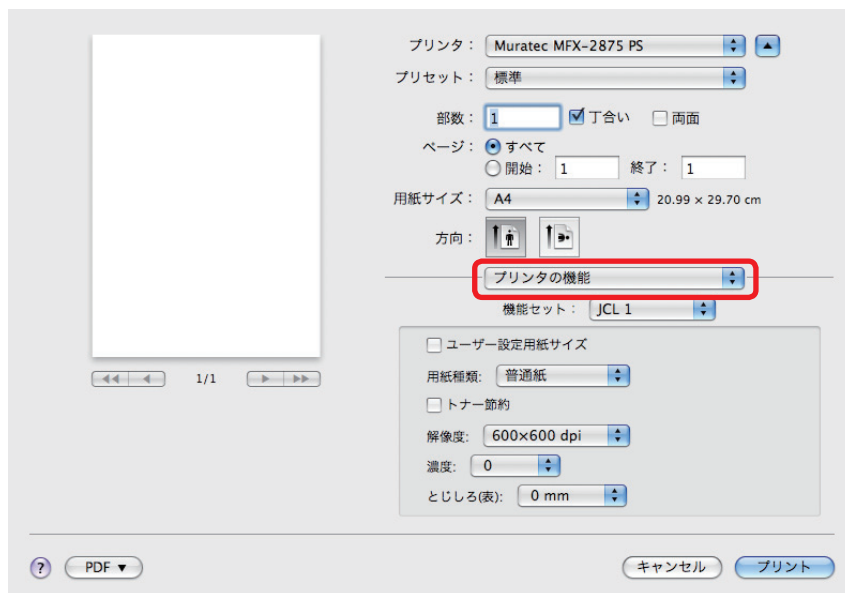 プリンタ： Muratec MFX-2875 PS
プリセット： 標準
部数： 1 丁合い 両面
ページ： すべて
開始： 1 終了： 1
用紙サイズ： A4 20.99 × 29.70 cm
方向：
プリンタの機能
機能セット： JCL 1
ユーザー設定用紙サイズ
用紙種類: 普通紙
トナー節約
解像度: 600×600 dpi
濃度: 0
とじしろ(表): 0 mm
1/1
? PDF ▼ キャンセル プリント